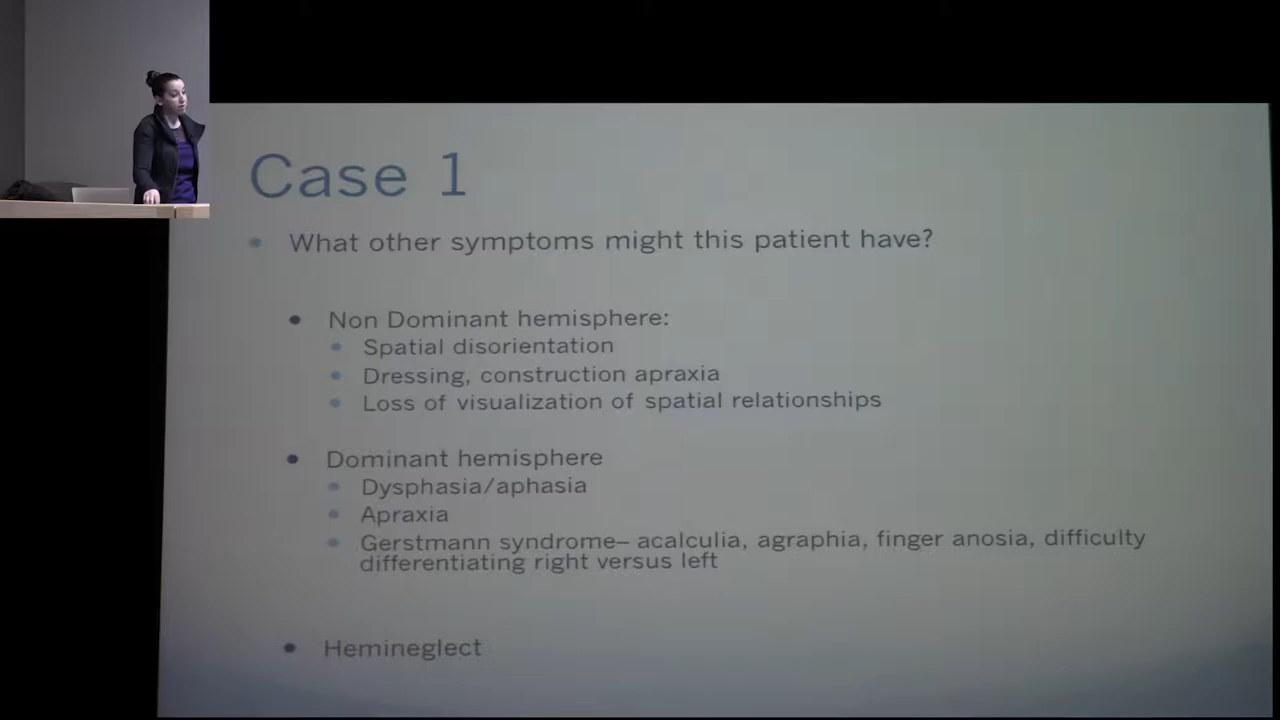 Case 1
What other symptoms might this patient have?
Non Dominant hemisphere:
Spatial disorientation
Dressing, construction apraxia
Loss of visualization of spatial relationships
Dominant hemisphere
Dysphasia/aphasia
Apraxia
Gerstmann syndrome– acalculia, agraphia, finger anosia, difficulty
differentiating right versus left
Hemineglect